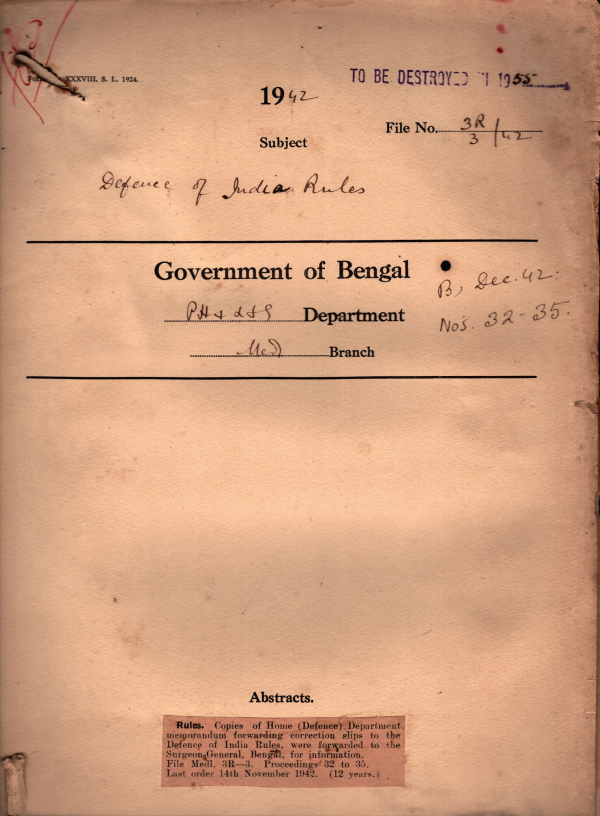 XXXVIII, S. L., 1924.
TO BE DESTROYED IN 1955
1942
File No. 3R/3/42
Subject
Defence of India Rules
Government of Bengal
B, Dec. 42.
Department
Nos. 32-35.
Medl Branch
Abstracts.
Rules. Copies of Home (Defence) Department
memorandum forwarding correction slips to the
Defence of India Rules, were forwarded to the
Surgeon-General, Bengal, for information.
File Medl. 3R—3. Proceedings 32 to 35.
Last order 14th November 1942. (12 years.)